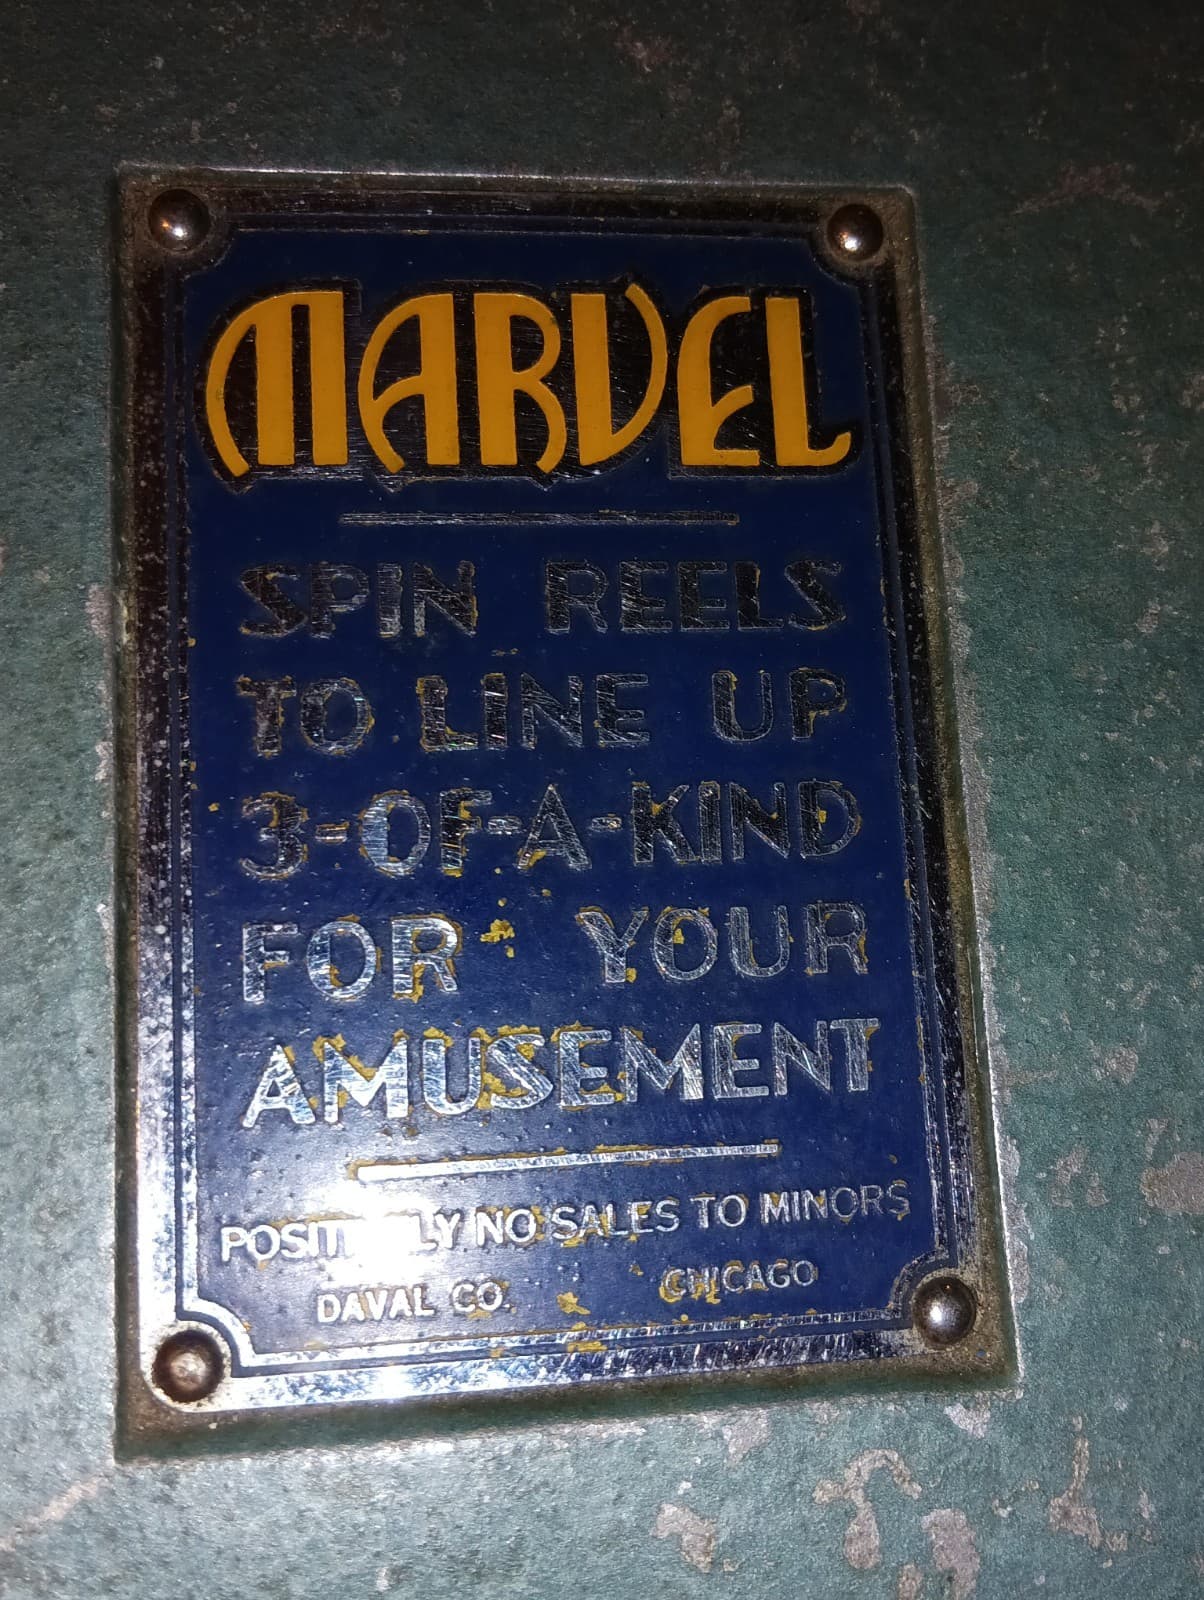 MARVEL
SPIN REELS
TO LINE UP
3-OF-A-KIND
FOR YOUR
AMUSEMENT
POSITIVELY NO SALES TO MINORS
DAVAL CO. CHICAGO